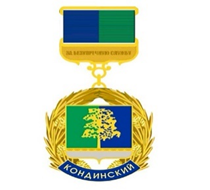 ЗА БЕЗУПРЕЧНУЮ СЛУЖБУ
КОНДИНСКИЙ